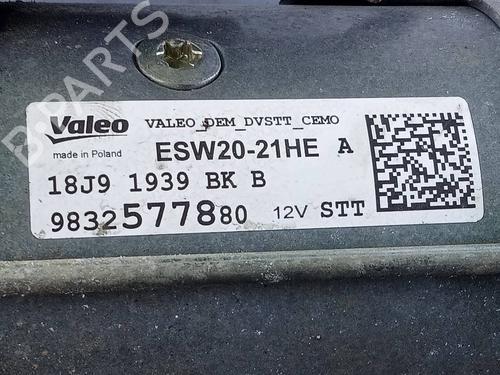 B-PARTS
Valeo VALEO_DEM_DVSTT_CEMO
made in Poland ESW20-21HE A
18J9 1939 BK B
9832577880 12V STT